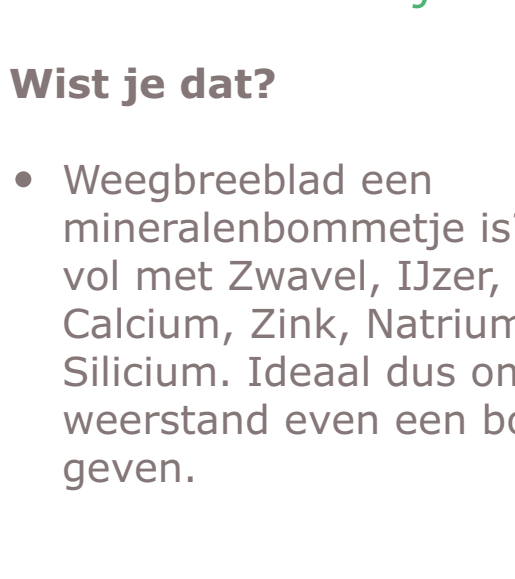 Wist je dat?
• Weegbreeblad een
mineralenbommetje is
vol met Zwavel, IJzer,
Calcium, Zink, Natrium
Silicium. Ideaal dus
weerstand even een
geven.